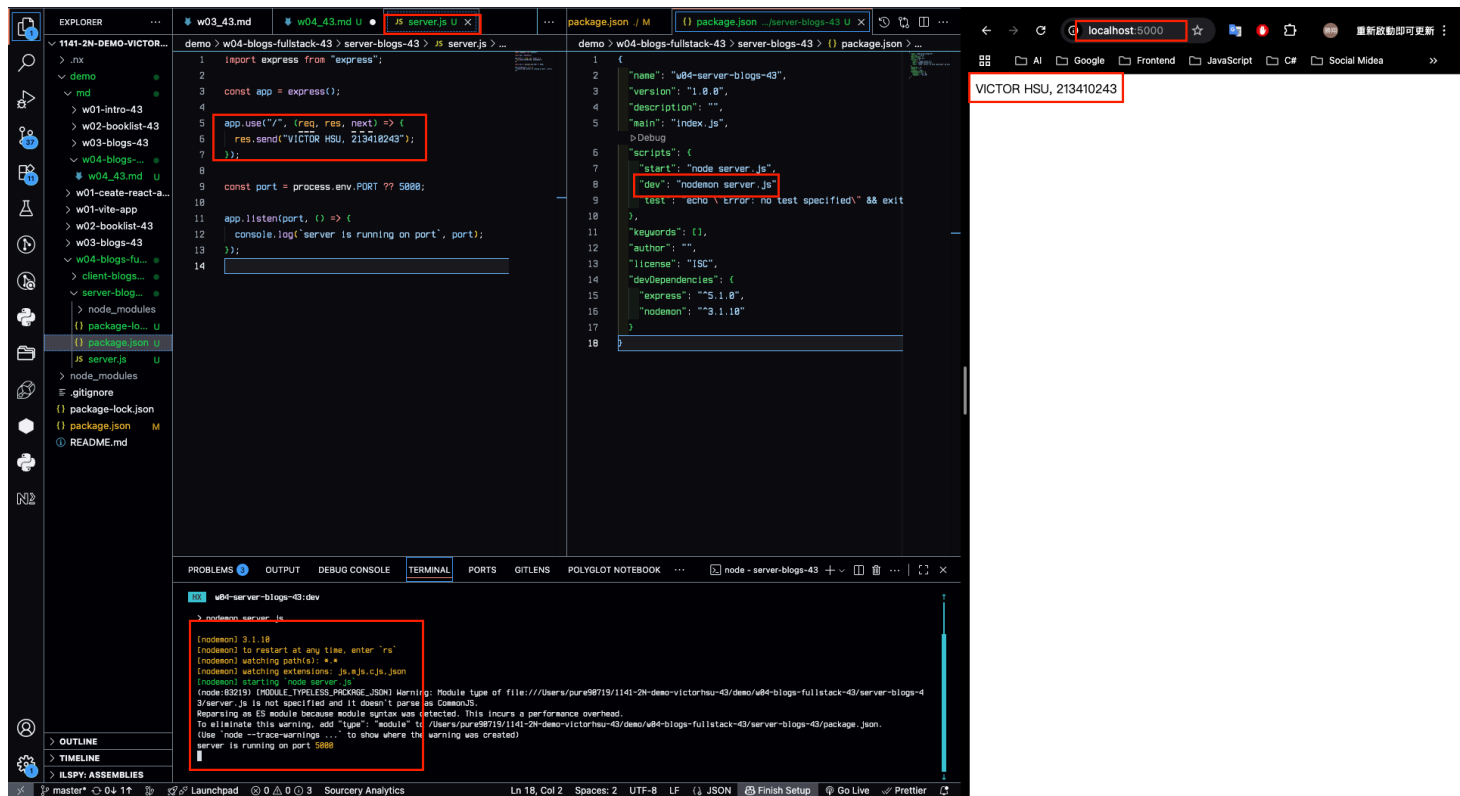 EXPLORER ···
1141-2N-DEMO-VICTOR...
.nx
demo
md
w01-intro-43
w02-booklist-43
w03-blogs-43
w04-blogs-...
w04_43.md U
w01-ceate-react-a...
w01-vite-app
w02-booklist-43
w03-blogs-43
w04-blogs-fu...
client-blogs...
server-blog...
node_modules
{} package-lo... U
{} package.json U
JS server.js U
node_modules
.gitignore
{} package-lock.json
{} package.json M
README.md
OUTLINE
TIMELINE
ILSPY: ASSEMBLIES
1
37
11
1
w03_43.md w04_43.md U ● JS server.js U × ···
demo > w04-blogs-fullstack-43 > server-blogs-43 > JS server.js > ...
1 import express from "express";
2
3 const app = express();
4
5 app.use("/", (req, res, next) => {
6 res.send("VICTOR HSU, 213410243");
7 });
8
9 const port = process.env.PORT ?? 5000;
10
11 app.listen(port, () => {
12 console.log(`server is running on port`, port);
13 });
14
package.json ./ M {} package.json .../server-blogs-43 U × ···
demo > w04-blogs-fullstack-43 > server-blogs-43 > {} package.json > ...
1 {
2 "name": "w04-server-blogs-43",
3 "version": "1.0.0",
4 "description": "",
5 "main": "index.js",
Debug
6 "scripts": {
7 "start": "node server.js",
8 "dev": "nodemon server.js"
9 "test": "echo \ Error: no test specified\" && exit
10 },
11 "keywords": [],
12 "author": "",
13 "license": "ISC",
14 "devDependencies": {
15 "express": "^5.1.0",
16 "nodemon": "^3.1.10"
17 }
18 }
PROBLEMS 3 OUTPUT DEBUG CONSOLE TERMINAL PORTS GITLENS POLYGLOT NOTEBOOK ··· node - server-blogs-43
NX w04-server-blogs-43:dev
> nodemon server.js
[nodemon] 3.1.10
[nodemon] to restart at any time, enter `rs`
[nodemon] watching path(s): *.*
[nodemon] watching extensions: js,mjs,cjs,json
[nodemon] starting `node server.js`
(node:83219) [MODULE_TYPELESS_PACKAGE_JSON] Warning: Module type of file:///Users/pure90719/1141-2N-demo-victorhsu-43/demo/w04-blogs-fullstack-43/server-blogs-4
3/server.js is not specified and it doesn't parse as CommonJS.
Reparsing as ES module because module syntax was detected. This incurs a performance overhead.
To eliminate this warning, add "type": "module" to /Users/pure90719/1141-2N-demo-victorhsu-43/demo/w04-blogs-fullstack-43/server-blogs-43/package.json.
(Use `node --trace-warnings ...` to show where the warning was created)
server is running on port 5000
master* 0↓ 1↑ Launchpad 0 0 3 Sourcery Analytics Ln 18, Col 2 Spaces: 2 UTF-8 LF {} JSON Finish Setup Go Live Prettier
localhost:5000 重新啟動即可更新
AI Google Frontend JavaScript C# Social Midea »
VICTOR HSU, 213410243